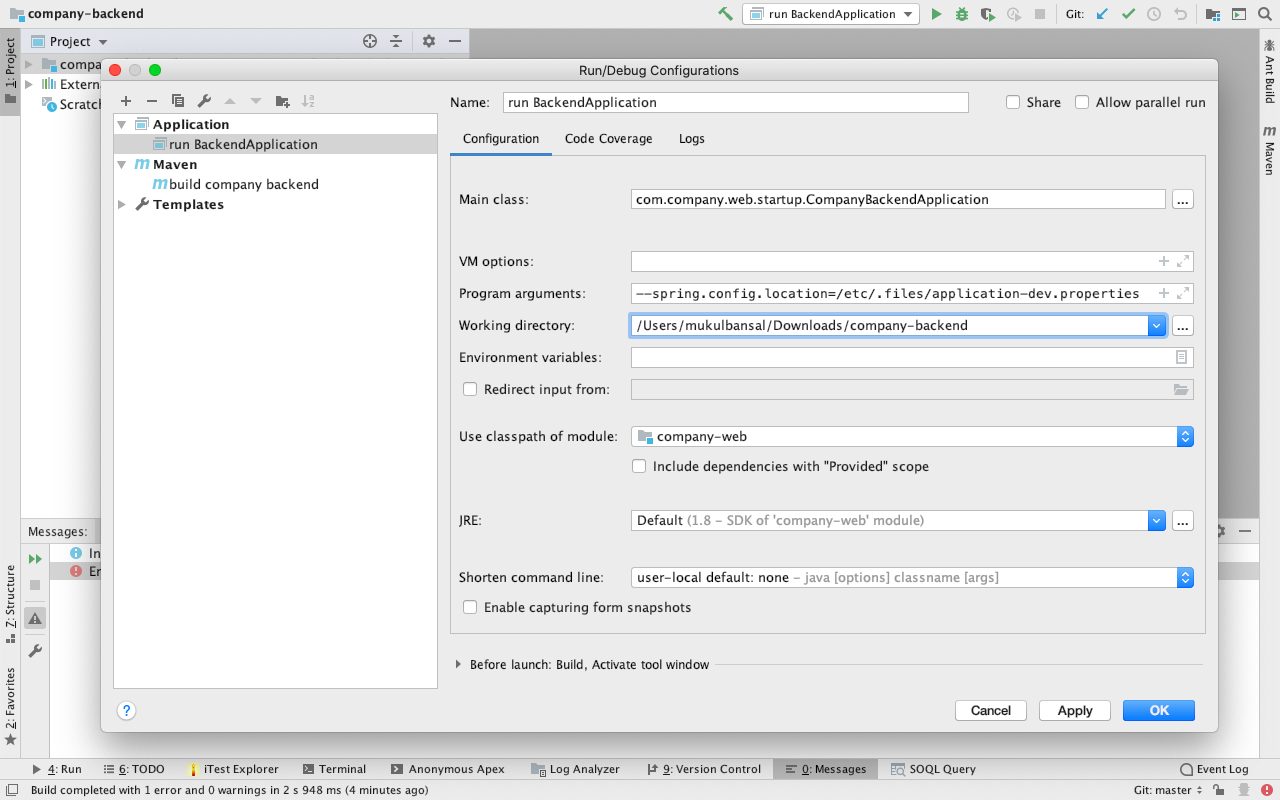 company-backend
run BackendApplication
Git:
1: Project
Project
compa
Externa
Scratch
Ant Build
Maven
Run/Debug Configurations
Application
run BackendApplication
Maven
build company backend
Templates
Name: run BackendApplication Share Allow parallel run
Configuration Code Coverage Logs
Main class: com.company.web.startup.CompanyBackendApplication ...
VM options:
Program arguments: --spring.config.location=/etc/.files/application-dev.properties
Working directory: /Users/mukulbansal/Downloads/company-backend ...
Environment variables:
Redirect input from:
Use classpath of module: company-web
Include dependencies with "Provided" scope
JRE: Default (1.8 – SDK of 'company-web' module) ...
Shorten command line: user-local default: none – java [options] classname [args]
Enable capturing form snapshots
Before launch: Build, Activate tool window
? Cancel Apply OK
Messages:
In
Er
Z: Structure
2: Favorites
4: Run 6: TODO iTest Explorer Terminal Anonymous Apex Log Analyzer 9: Version Control 0: Messages SOQL Query Event Log
Build completed with 1 error and 0 warnings in 2 s 948 ms (4 minutes ago) Git: master